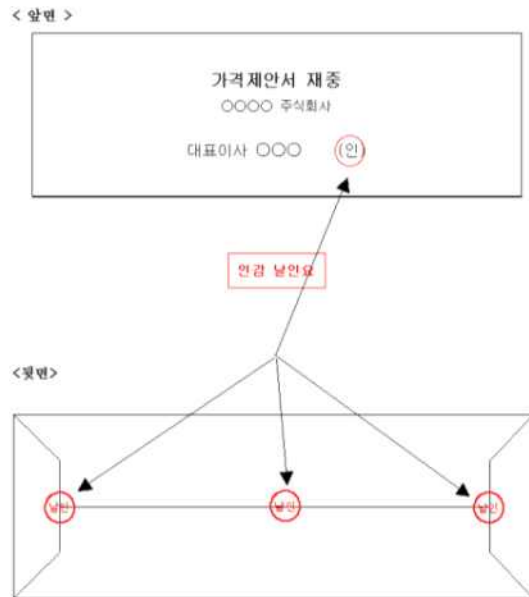 < 앞면 >
가격제안서 재중
○○○○ 주식회사
대표이사 ○○○ (인)
인감 날인요
<뒷면>
날인 날인 날인